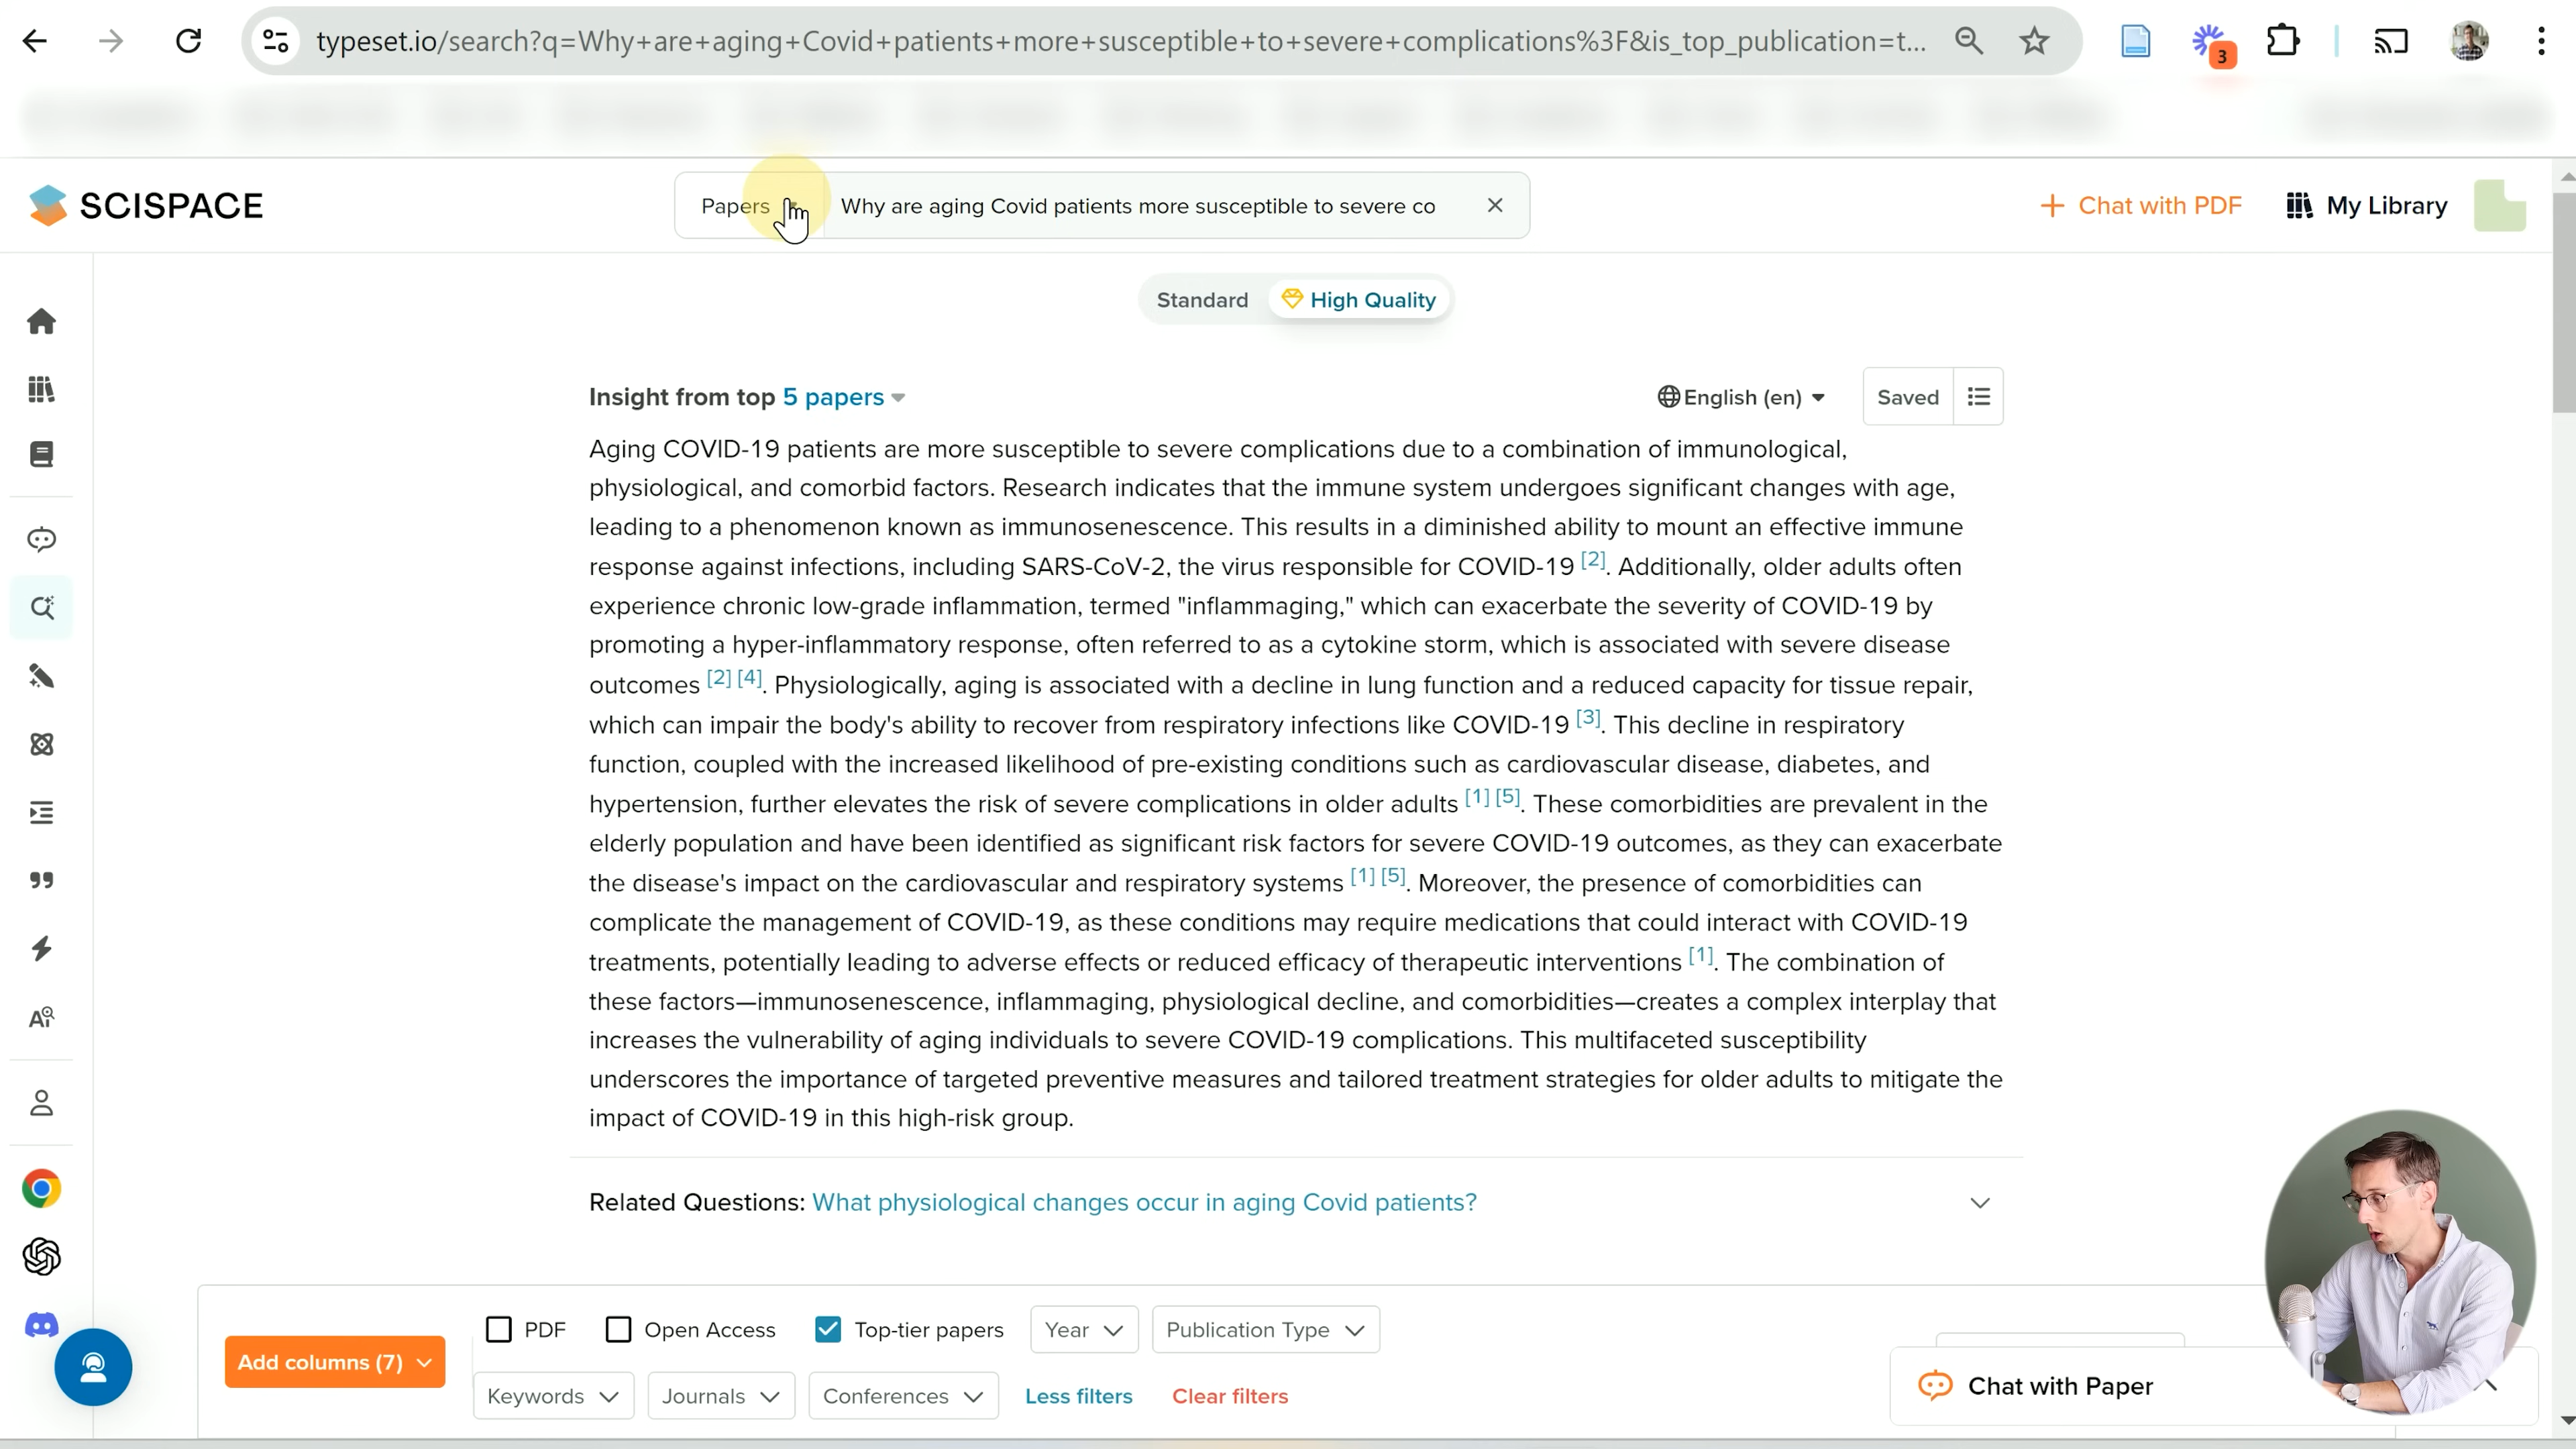 typeset.io/search?q=Why+are+aging+Covid+patients+more+susceptible+to+severe+complications%3F&is_top_publication=t...
3
SCISPACE
Papers
Why are aging Covid patients more susceptible to severe co
Chat with PDF
My Library
Standard
High Quality
Insight from top 5 papers
English (en)
Saved
Aging COVID-19 patients are more susceptible to severe complications due to a combination of immunological,
physiological, and comorbid factors. Research indicates that the immune system undergoes significant changes with age,
leading to a phenomenon known as immunosenescence. This results in a diminished ability to mount an effective immune
response against infections, including SARS-CoV-2, the virus responsible for COVID-19 [2]. Additionally, older adults often
experience chronic low-grade inflammation, termed "inflammaging," which can exacerbate the severity of COVID-19 by
promoting a hyper-inflammatory response, often referred to as a cytokine storm, which is associated with severe disease
outcomes [2] [4]. Physiologically, aging is associated with a decline in lung function and a reduced capacity for tissue repair,
which can impair the body's ability to recover from respiratory infections like COVID-19 [3]. This decline in respiratory
function, coupled with the increased likelihood of pre-existing conditions such as cardiovascular disease, diabetes, and
hypertension, further elevates the risk of severe complications in older adults [1] [5]. These comorbidities are prevalent in the
elderly population and have been identified as significant risk factors for severe COVID-19 outcomes, as they can exacerbate
the disease's impact on the cardiovascular and respiratory systems [1] [5]. Moreover, the presence of comorbidities can
complicate the management of COVID-19, as these conditions may require medications that could interact with COVID-19
treatments, potentially leading to adverse effects or reduced efficacy of therapeutic interventions [1]. The combination of
these factors—immunosenescence, inflammaging, physiological decline, and comorbidities—creates a complex interplay that
increases the vulnerability of aging individuals to severe COVID-19 complications. This multifaceted susceptibility
underscores the importance of targeted preventive measures and tailored treatment strategies for older adults to mitigate the
impact of COVID-19 in this high-risk group.
Related Questions: What physiological changes occur in aging Covid patients?
Add columns (7)
PDF
Open Access
Top-tier papers
Year
Publication Type
Keywords
Journals
Conferences
Less filters
Clear filters
Chat with Paper